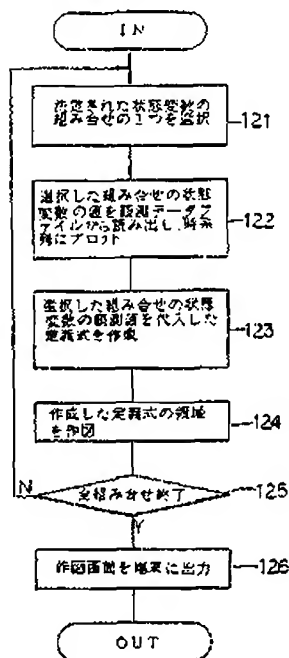 IN
された状態変数の
組み合せの1つを選択
121
選択した組み合せの状態
変数の値を観測データフ
ァイルから読み出し、時系
列にプロット
122
選択した組み合せの状態
変数の観測値を代入した
定義式を作成
123
作成した定義式の領域
を作図
124
N
全組み合せ終了
125
Y
作図画面を端末に出力
126
OUT